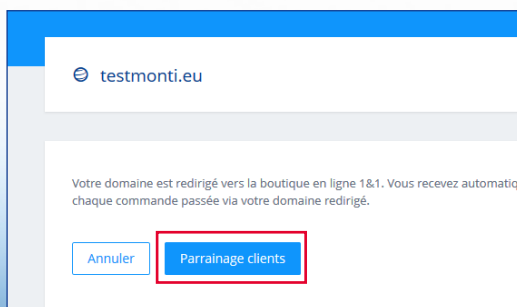 testmonti.eu
Votre domaine est redirigé vers la boutique en ligne 1&1. Vous recevez
chaque commande passée via votre domaine redirigé.
Annuler
Parrainage clients